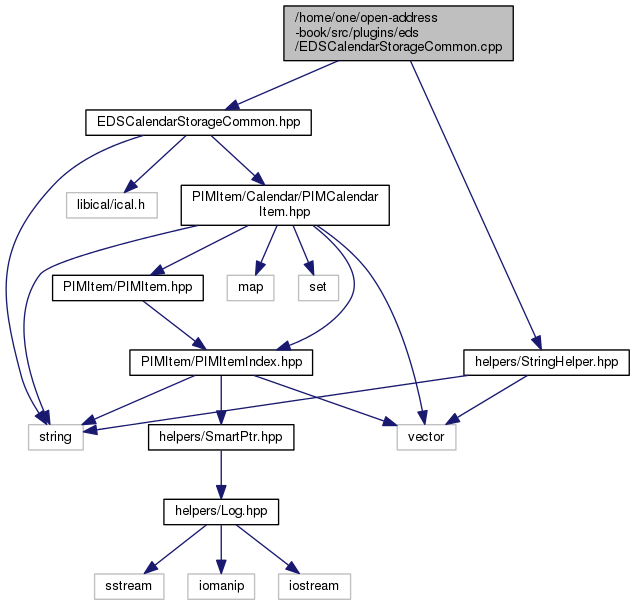 /home/one/open-address
-book/src/plugins/eds
/EDSCalendarStorageCommon.cpp
EDSCalendarStorageCommon.hpp
libical/ical.h
PIMItem/Calendar/PIMCalendar
Item.hpp
PIMItem/PIMItem.hpp
map
set
PIMItem/PIMItemIndex.hpp
helpers/StringHelper.hpp
string
helpers/SmartPtr.hpp
vector
helpers/Log.hpp
sstream
iomanip
iostream